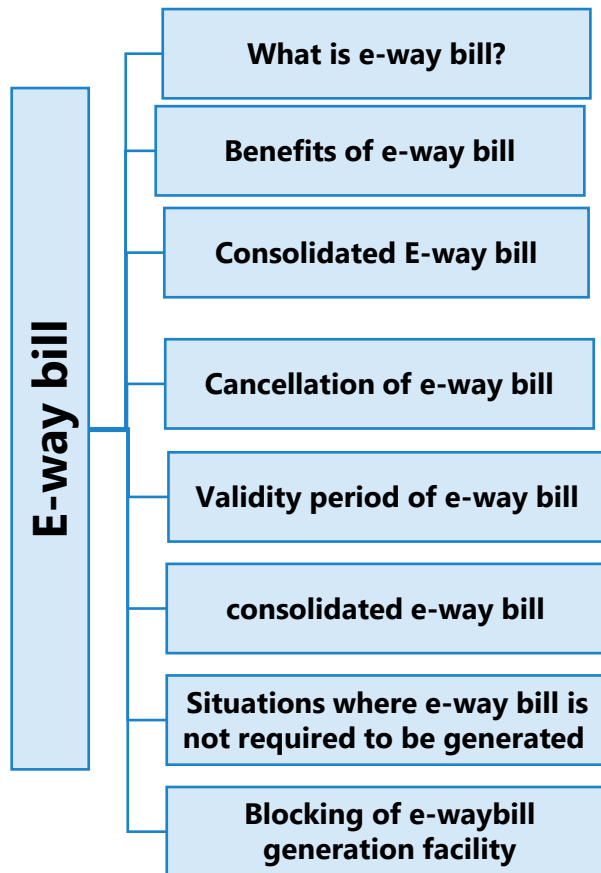 E-way bill
What is e-way bill?
Benefits of e-way bill
Consolidated E-way bill
Cancellation of e-way bill
Validity period of e-way bill
consolidated e-way bill
Situations where e-way bill is
not required to be generated
Blocking of e-waybill
generation facility